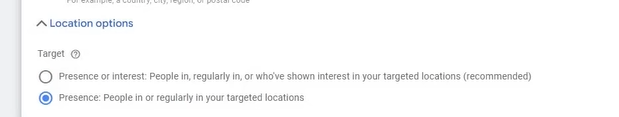 For example, a country, city, region, or postal code
Location options
Target
Presence or interest: People in, regularly in, or who've shown interest in your targeted locations (recommended)
Presence: People in or regularly in your targeted locations